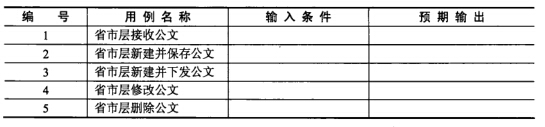 编 号 用例名称 输入条件 预期输出
1 省市层接收公文
2 省市层新建并保存公文
3 省市层新建并下发公文
4 省市层修改公文
5 省市层删除公文